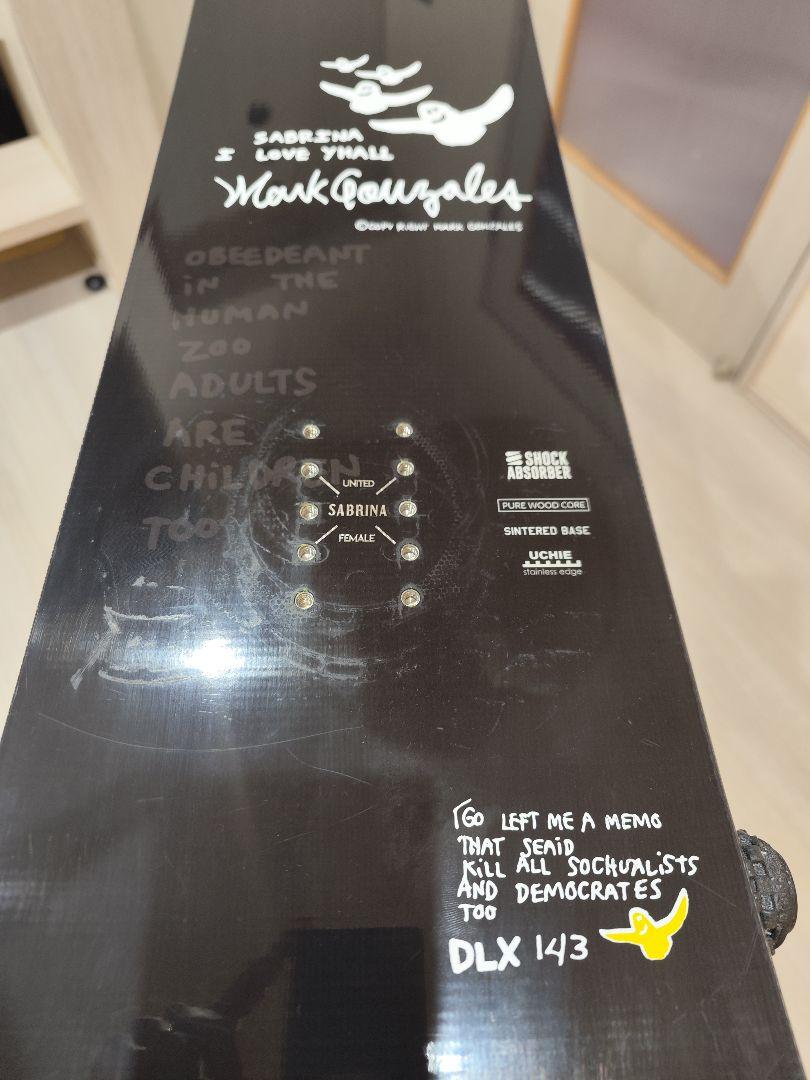 SABRINA
I LOVE YHALL
Mark Gonzales
©COPY RIGHT MARK GONZALES
OBEEDEANT
iN THE
HUMAN
ZOO
ADULTS
ARE
CHiLDREN
TOO
UNITED
SABRINA
FEMALE
SHOCK
ABSORBER
PURE WOOD CORE
SINTERED BASE
UCHIE
stainless edge
GO LEFT ME A MEMO
THAT SEAiD
KiLL ALL SOCHUALiSTS
AND DEMOCRATES
TOO
DLX 143